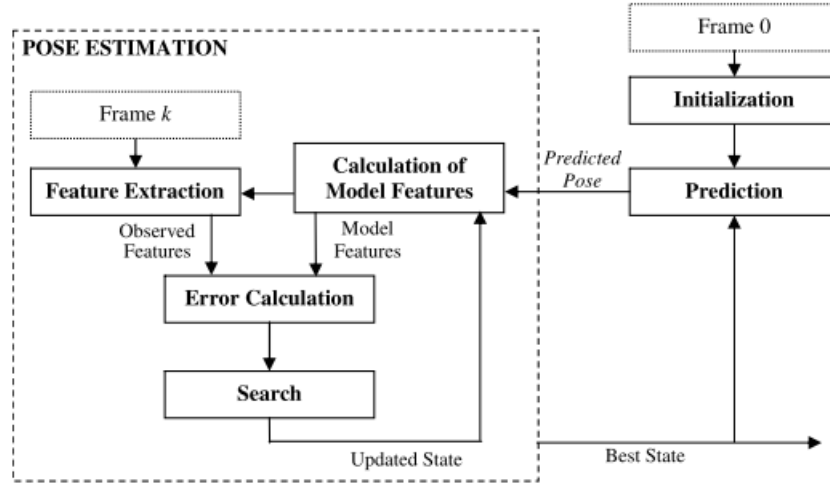 POSE ESTIMATION
Frame k
Feature Extraction
Calculation of
Model Features
Observed
Features
Model
Features
Error Calculation
Search
Updated State
Predicted
Pose
Frame 0
Initialization
Prediction
Best State